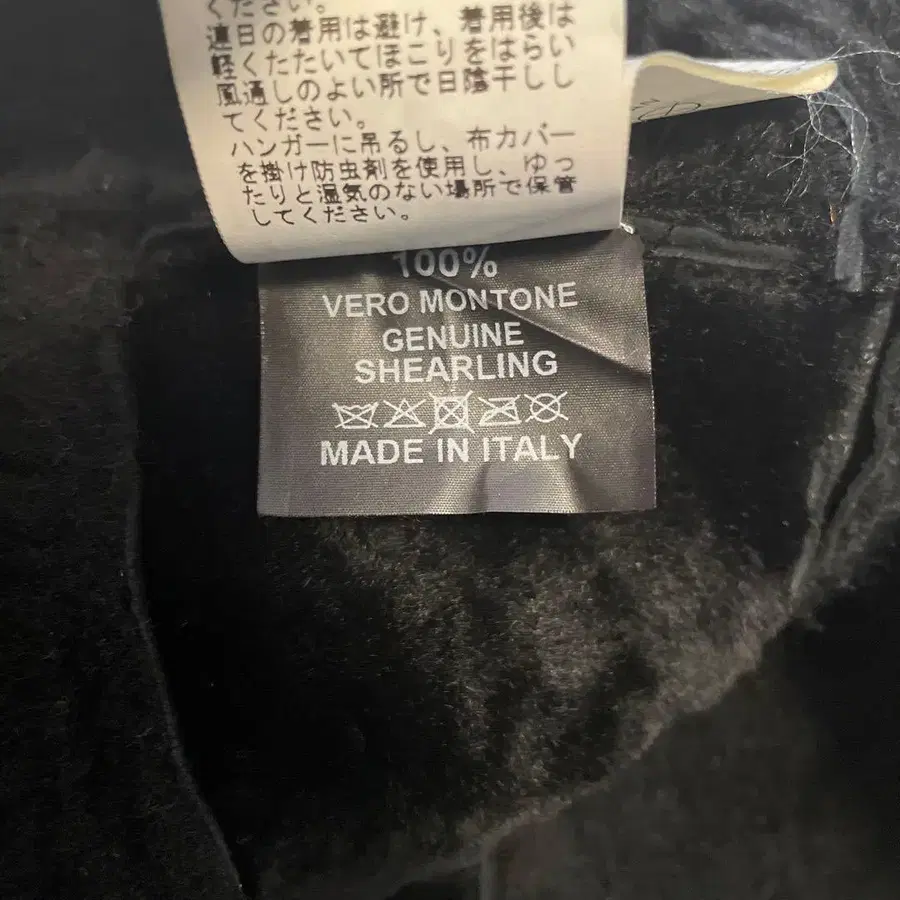 ください。
連日の着用は避け、着用後は
軽くたたいてほこりをはらい
風通しのよい所で日陰干しし
てください。
ハンガーに吊るし、布カバー
を掛け防虫剤を使用し、ゆっ
たりと湿気のない場所で保管
してください。
100%
VERO MONTONE
GENUINE
SHEARLING
MADE IN ITALY